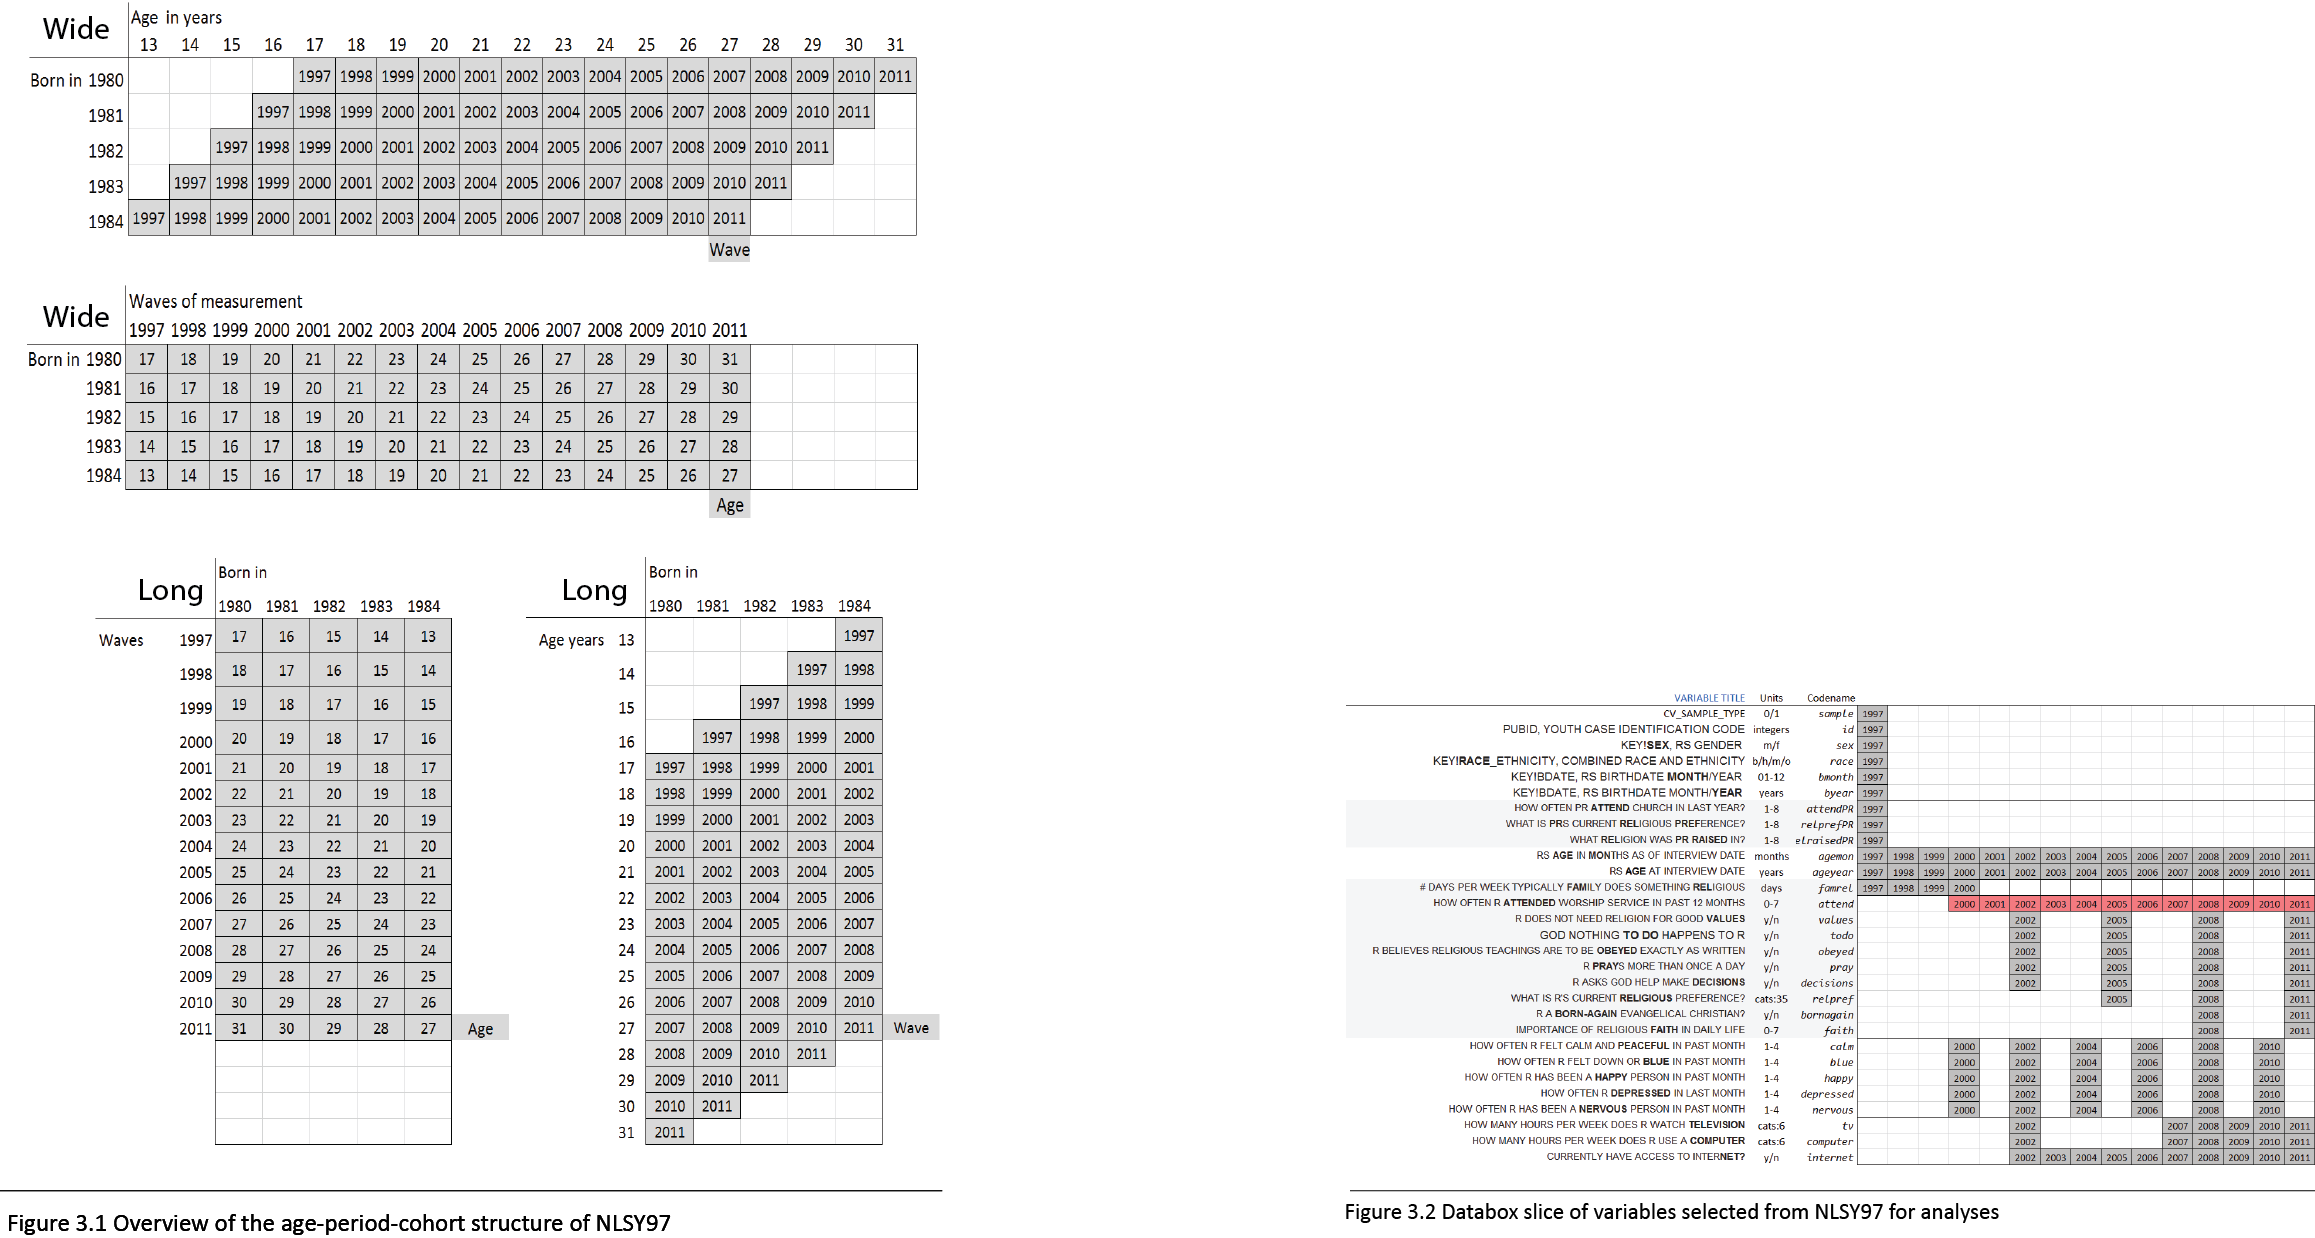 Wide
Age in years
13 14 15 16 17 18 19 20 21 22 23 24 25 26 27 28 29 30 31
Born in 1980 1997 1998 1999 2000 2001 2002 2003 2004 2005 2006 2007 2008 2009 2010 2011
1981 1997 1998 1999 2000 2001 2002 2003 2004 2005 2006 2007 2008 2009 2010 2011
1982 1997 1998 1999 2000 2001 2002 2003 2004 2005 2006 2007 2008 2009 2010 2011
1983 1997 1998 1999 2000 2001 2002 2003 2004 2005 2006 2007 2008 2009 2010 2011
1984 1997 1998 1999 2000 2001 2002 2003 2004 2005 2006 2007 2008 2009 2010 2011
Wave
Wide
Waves of measurement
1997 1998 1999 2000 2001 2002 2003 2004 2005 2006 2007 2008 2009 2010 2011
Born in 1980 17 18 19 20 21 22 23 24 25 26 27 28 29 30 31
1981 16 17 18 19 20 21 22 23 24 25 26 27 28 29 30
1982 15 16 17 18 19 20 21 22 23 24 25 26 27 28 29
1983 14 15 16 17 18 19 20 21 22 23 24 25 26 27 28
1984 13 14 15 16 17 18 19 20 21 22 23 24 25 26 27
Age
Long
Born in
1980 1981 1982 1983 1984
Waves 1997 17 16 15 14 13
1998 18 17 16 15 14
1999 19 18 17 16 15
2000 20 19 18 17 16
2001 21 20 19 18 17
2002 22 21 20 19 18
2003 23 22 21 20 19
2004 24 23 22 21 20
2005 25 24 23 22 21
2006 26 25 24 23 22
2007 27 26 25 24 23
2008 28 27 26 25 24
2009 29 28 27 26 25
2010 30 29 28 27 26
2011 31 30 29 28 27 Age
Long
Born in
1980 1981 1982 1983 1984
Age years 13 1997
14 1997 1998
15 1997 1998 1999
16 1997 1998 1999 2000
17 1997 1998 1999 2000 2001
18 1998 1999 2000 2001 2002
19 1999 2000 2001 2002 2003
20 2000 2001 2002 2003 2004
21 2001 2002 2003 2004 2005
22 2002 2003 2004 2005 2006
23 2003 2004 2005 2006 2007
24 2004 2005 2006 2007 2008
25 2005 2006 2007 2008 2009
26 2006 2007 2008 2009 2010
27 2007 2008 2009 2010 2011 Wave
28 2008 2009 2010 2011
29 2009 2010 2011
30 2010 2011
31 2011
Figure 3.1 Overview of the age-period-cohort structure of NLSY97
VARIABLE TITLE Units Codename
CV_SAMPLE_TYPE 0/1 sample 1997
PUBID, YOUTH CASE IDENTIFICATION CODE integers id 1997
KEY!SEX, RS GENDER m/f sex 1997
KEY!RACE_ETHNICITY, COMBINED RACE AND ETHNICITY b/h/m/o race 1997
KEY!BDATE, RS BIRTHDATE MONTH/YEAR 01-12 bmonth 1997
KEY!BDATE, RS BIRTHDATE MONTH/YEAR years byear 1997
HOW OFTEN PR ATTEND CHURCH IN LAST YEAR? 1-8 attendPR 1997
WHAT IS PRS CURRENT RELIGIOUS PREFERENCE? 1-8 relprefPR 1997
WHAT RELIGION WAS PR RAISED IN? 1-8 elraisedPR 1997
RS AGE IN MONTHS AS OF INTERVIEW DATE months agemon 1997 1998 1999 2000 2001 2002 2003 2004 2005 2006 2007 2008 2009 2010 2011
RS AGE AT INTERVIEW DATE years ageyear 1997 1998 1999 2000 2001 2002 2003 2004 2005 2006 2007 2008 2009 2010 2011
# DAYS PER WEEK TYPICALLY FAMILY DOES SOMETHING RELIGIOUS days famrel 1997 1998 1999 2000
HOW OFTEN R ATTENDED WORSHIP SERVICE IN PAST 12 MONTHS 0-7 attend 2000 2001 2002 2003 2004 2005 2006 2007 2008 2009 2010 2011
R DOES NOT NEED RELIGION FOR GOOD VALUES y/n values 2002 2005 2008 2011
GOD NOTHING TO DO HAPPENS TO R y/n todo 2002 2005 2008 2011
R BELIEVES RELIGIOUS TEACHINGS ARE TO BE OBEYED EXACTLY AS WRITTEN y/n obeyed 2002 2005 2008 2011
R PRAYS MORE THAN ONCE A DAY y/n pray 2002 2005 2008 2011
R ASKS GOD HELP MAKE DECISIONS y/n decisions 2002 2005 2008 2011
WHAT IS R'S CURRENT RELIGIOUS PREFERENCE? cats:35 relpref 2005 2008 2011
R A BORN-AGAIN EVANGELICAL CHRISTIAN? y/n bornagain 2008 2011
IMPORTANCE OF RELIGIOUS FAITH IN DAILY LIFE 0-7 faith 2008 2011
HOW OFTEN R FELT CALM AND PEACEFUL IN PAST MONTH 1-4 calm 2000 2002 2004 2006 2008 2010
HOW OFTEN R FELT DOWN OR BLUE IN PAST MONTH 1-4 blue 2000 2002 2004 2006 2008 2010
HOW OFTEN R HAS BEEN A HAPPY PERSON IN PAST MONTH 1-4 happy 2000 2002 2004 2006 2008 2010
HOW OFTEN R DEPRESSED IN LAST MONTH 1-4 depressed 2000 2002 2004 2006 2008 2010
HOW OFTEN R HAS BEEN A NERVOUS PERSON IN PAST MONTH 1-4 nervous 2000 2002 2004 2006 2008 2010
HOW MANY HOURS PER WEEK DOES R WATCH TELEVISION cats:6 tv 2002 2007 2008 2009 2010 2011
HOW MANY HOURS PER WEEK DOES R USE A COMPUTER cats:6 computer 2002 2007 2008 2009 2010 2011
CURRENTLY HAVE ACCESS TO INTERNET? y/n internet 2002 2003 2004 2005 2006 2007 2008 2009 2010 2011
Figure 3.2 Databox slice of variables selected from NLSY97 for analyses